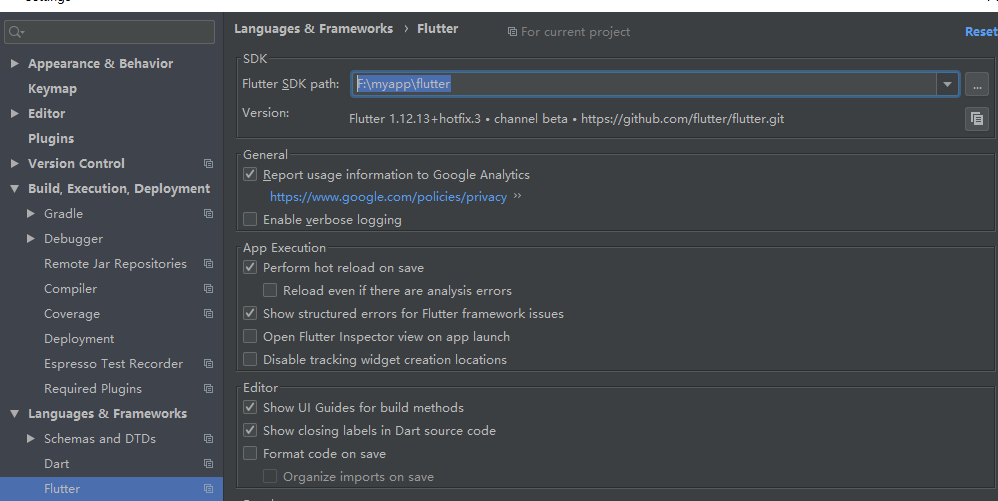 Settings
Languages & Frameworks › Flutter
For current project
Reset
Appearance & Behavior
Keymap
Editor
Plugins
Version Control
Build, Execution, Deployment
Gradle
Debugger
Remote Jar Repositories
Compiler
Coverage
Deployment
Espresso Test Recorder
Required Plugins
Languages & Frameworks
Schemas and DTDs
Dart
Flutter
SDK
Flutter SDK path: F:\myapp\flutter ...
Version: Flutter 1.12.13+hotfix.3 • channel beta • https://github.com/flutter/flutter.git
General
Report usage information to Google Analytics
https://www.google.com/policies/privacy
Enable verbose logging
App Execution
Perform hot reload on save
Reload even if there are analysis errors
Show structured errors for Flutter framework issues
Open Flutter Inspector view on app launch
Disable tracking widget creation locations
Editor
Show UI Guides for build methods
Show closing labels in Dart source code
Format code on save
Organize imports on save